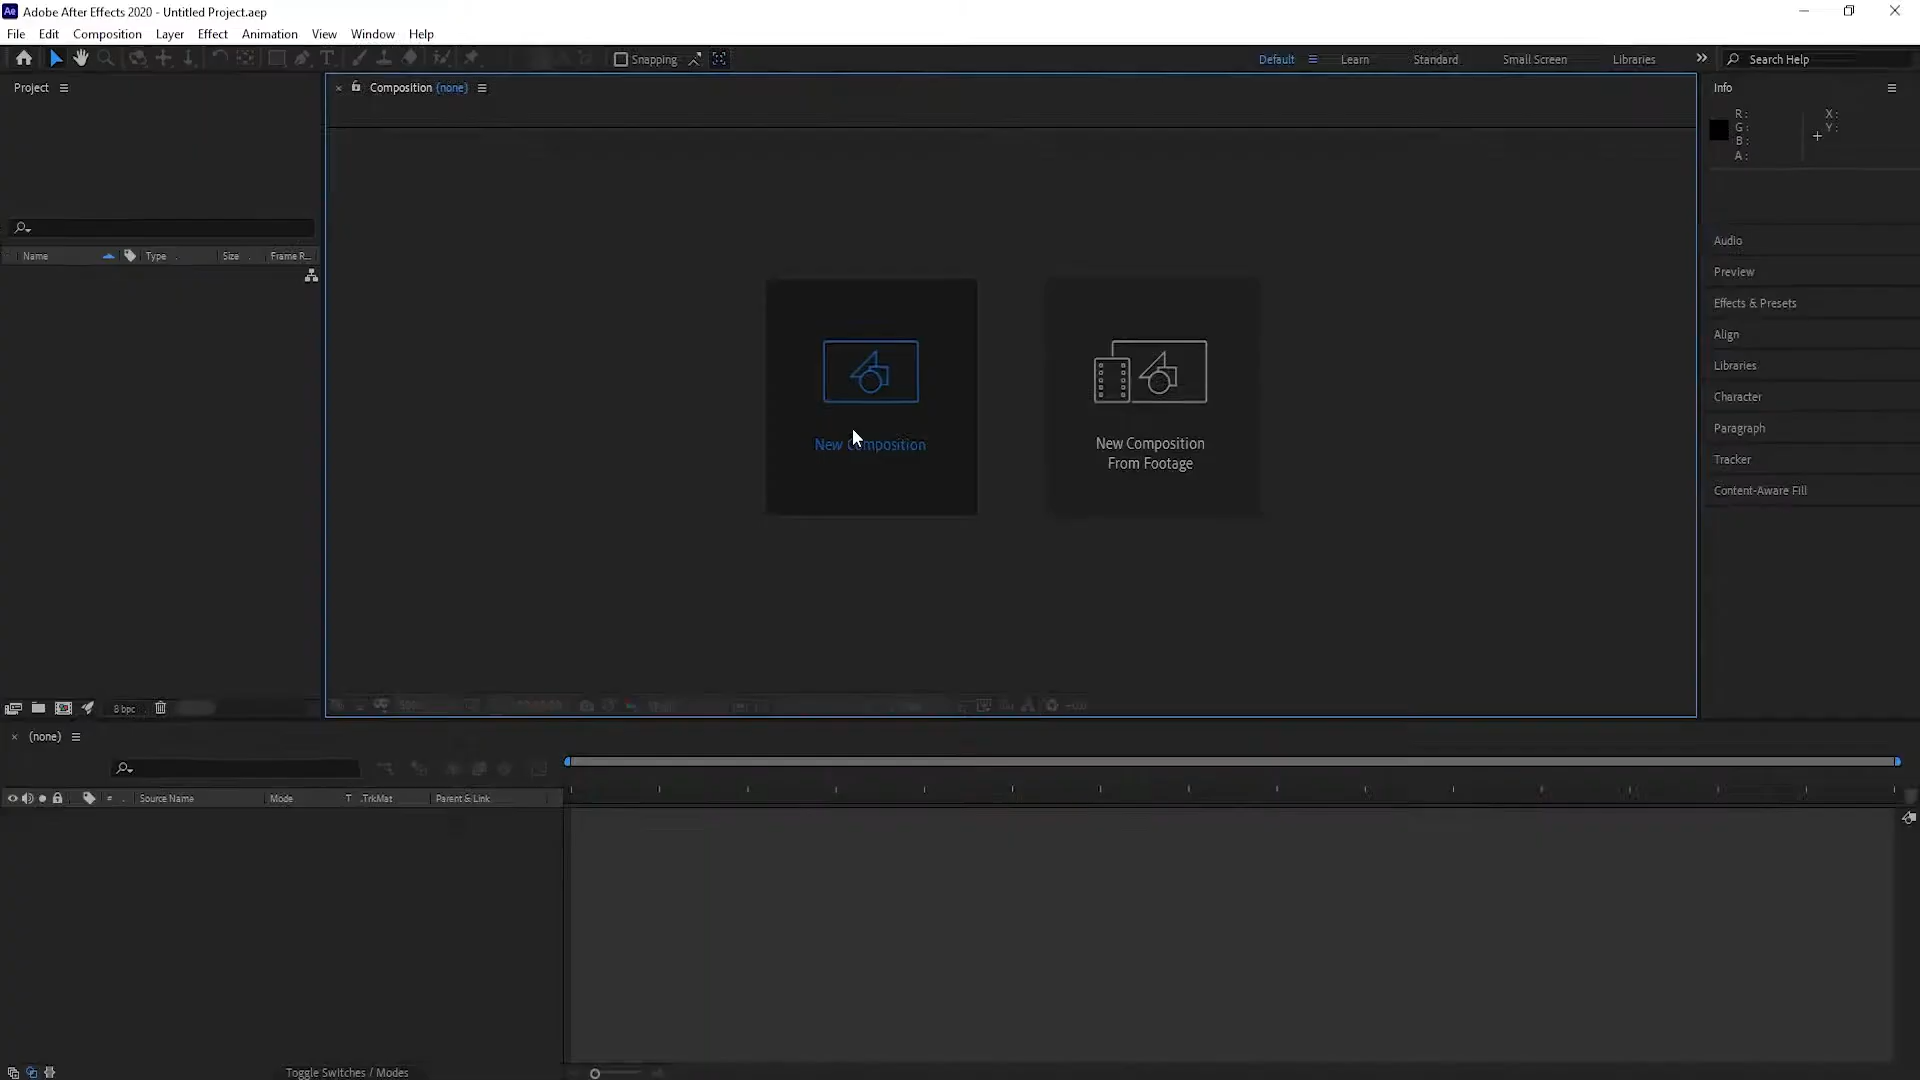 Ae Adobe After Effects 2020 - Untitled Project.aep
File Edit Composition Layer Effect Animation View Window Help
Snapping Default Learn Standard Small Screen Libraries Search Help
Project
Composition (none)
Info
R:
G:
B:
A:
X:
Y:
Name Type Size Frame R...
New Composition
New Composition
From Footage
Audio
Preview
Effects & Presets
Align
Libraries
Character
Paragraph
Tracker
Content-Aware Fill
8 bpc
(none)
# Source Name Mode T .TrkMat Parent & Link
Toggle Switches / Modes